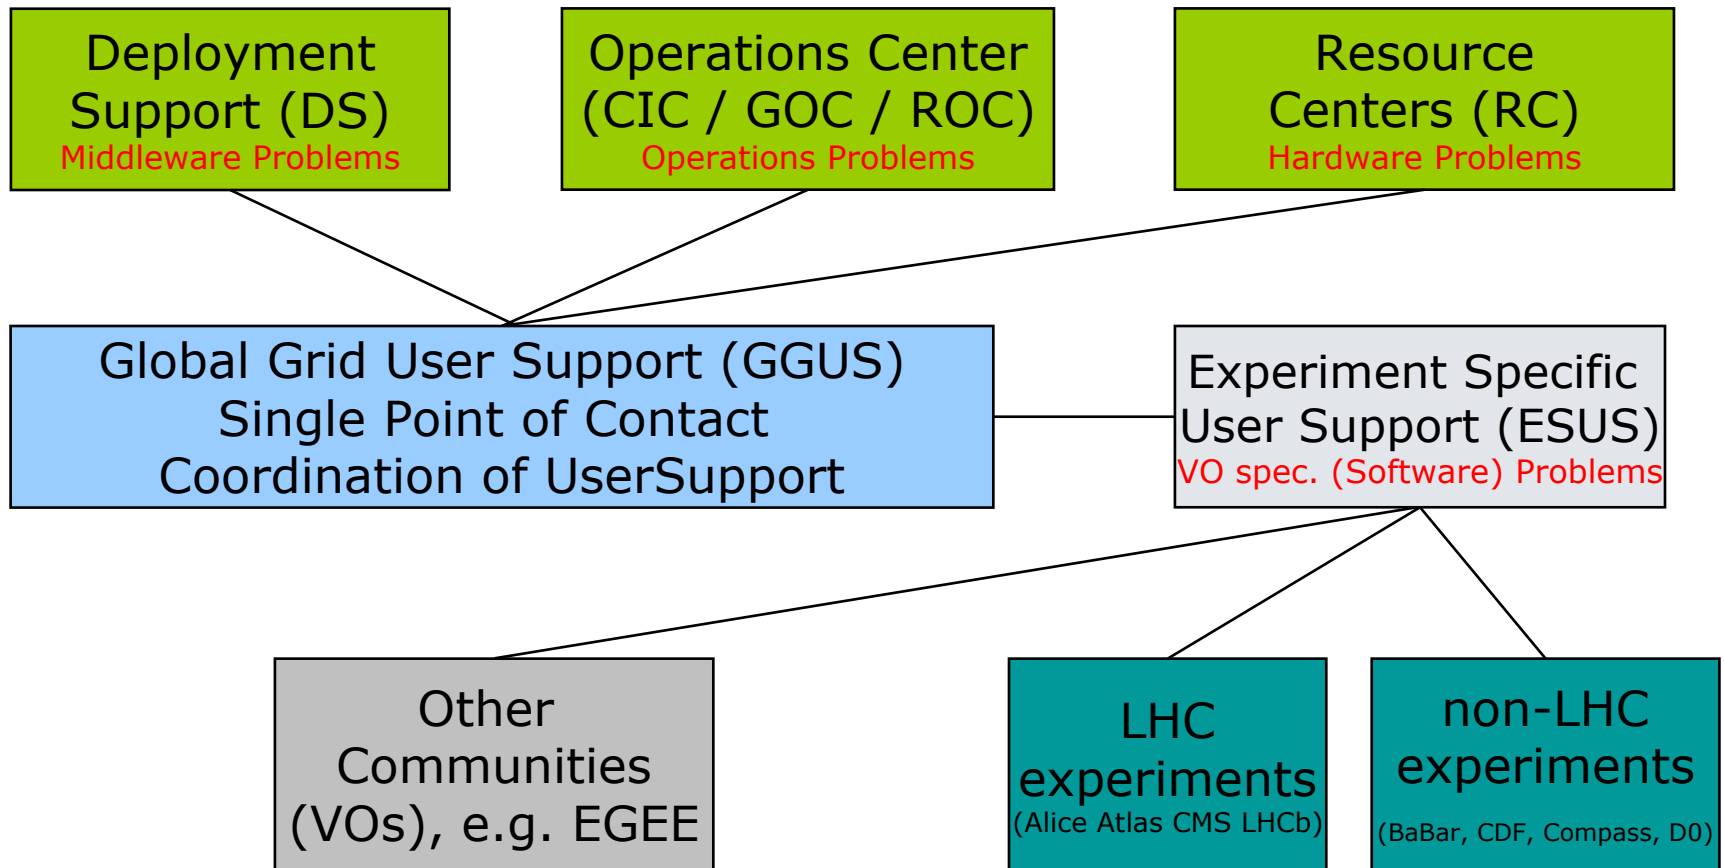 Deployment
Support (DS)
Middleware Problems
Operations Center
(CIC / GOC / ROC)
Operations Problems
Resource
Centers (RC)
Hardware Problems
Global Grid User Support (GGUS)
Single Point of Contact
Coordination of UserSupport
Experiment Specific
User Support (ESUS)
VO spec. (Software) Problems
Other
Communities
(VOs), e.g. EGEE
LHC
experiments
(Alice Atlas CMS LHCb)
non-LHC
experiments
(BaBar, CDF, Compass, D0)